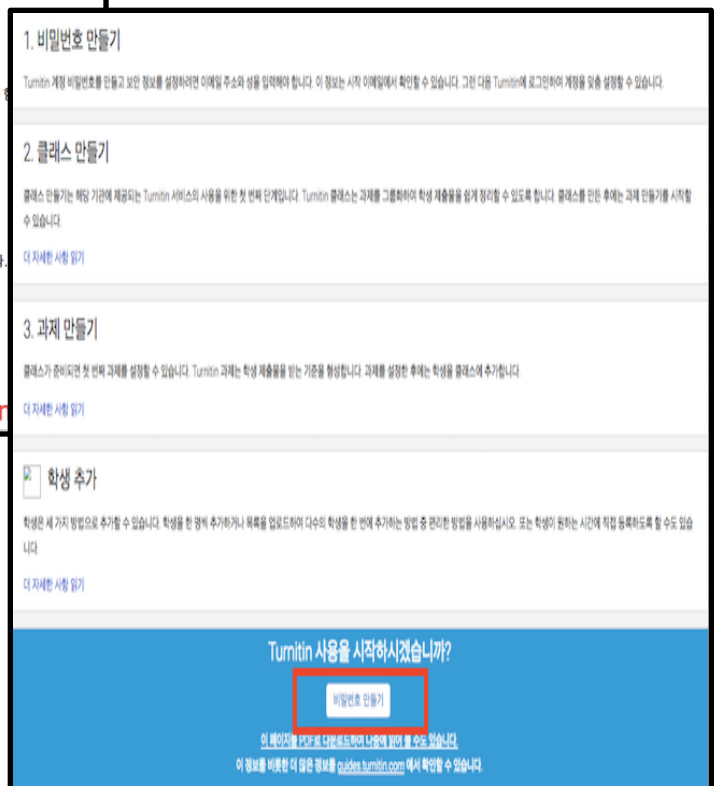 1. 비밀번호 만들기
Turnitin 계정 비밀번호를 만들고 보안 정보를 설정하려면 이메일 주소와 성을 입력해야 합니다. 이 정보는 시작 이메일에서 확인할 수 있습니다. 그런 다음 Turnitin에 로그인하여 계정을 맞춤 설정할 수 있습니다.
2. 클래스 만들기
클래스 만들기는 해당 기관에 제공되는 Turnitin 서비스의 사용을 위한 첫 번째 단계입니다. Turnitin 클래스는 과제를 그룹화하여 학생 제출물을 쉽게 정리할 수 있도록 합니다. 클래스를 만든 후에는 과제 만들기를 시작할
수 있습니다.
더 자세한 사항 읽기
3. 과제 만들기
클래스가 준비되면 첫 번째 과제를 설정할 수 있습니다. Turnitin 과제는 학생 제출물을 받는 기준을 형성합니다. 과제를 설정한 후에는 학생을 클래스에 추가합니다.
더 자세한 사항 읽기
학생 추가
학생은 세 가지 방법으로 추가할 수 있습니다. 학생을 한 명씩 추가하거나 목록을 업로드하여 다수의 학생을 한 번에 추가하는 방법 중 편리한 방법을 사용하십시오. 또는 학생이 원하는 시간에 직접 등록하도록 할 수도 있습
니다.
더 자세한 사항 읽기
Turnitin 사용을 시작하시겠습니까?
비밀번호 만들기
이 페이지를 PDF로 다운로드하여 나중에 읽어 볼 수도 있습니다.
이 정보를 비롯한 더 많은 정보를 guides.turnitin.com 에서 확인할 수 있습니다.